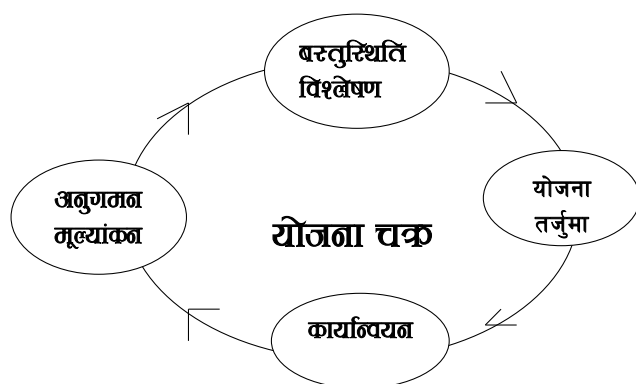 बस्तुस्थिति
विश्लेषण
योजना
तर्जुमा
अनुगमन
मूल्यांकन
योजना चक्र
कार्यान्वयन